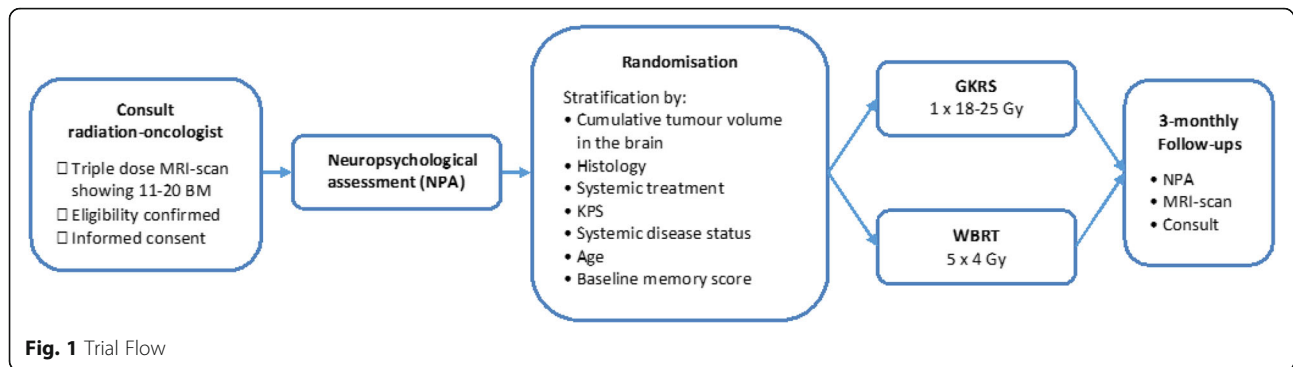 Consult
radiation-oncologist
□ Triple dose MRI-scan
showing 11-20 BM
□ Eligibility confirmed
□ Informed consent
Neuropsychological
assessment (NPA)
Randomisation
Stratification by:
• Cumulative tumour volume
in the brain
• Histology
• Systemic treatment
• KPS
• Systemic disease status
• Age
• Baseline memory score
GKRS
1 x 18-25 Gy
WBRT
5 x 4 Gy
3-monthly
Follow-ups
• NPA
• MRI-scan
• Consult
Fig. 1 Trial Flow